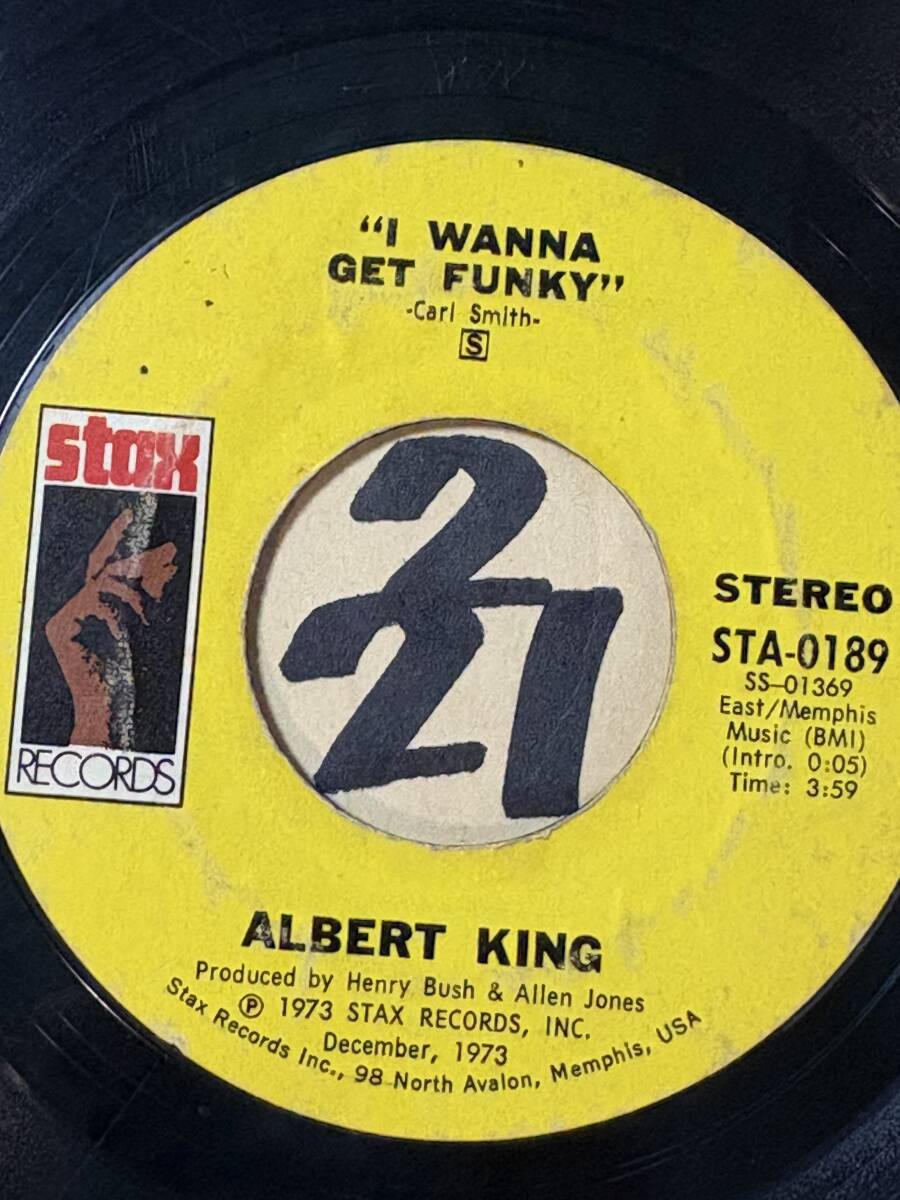 "I WANNA
GET FUNKY"
-Carl Smith-
S
stax
RECORDS
2
21
STEREO
STA-0189
SS-01369
East/Memphis
Music (BMI)
(Intro. 0:05)
Time: 3:59
ALBERT KING
Produced by Henry Bush & Allen Jones
℗ 1973 STAX RECORDS, INC.
December, 1973
Stax Records Inc., 98 North Avalon, Memphis, USA